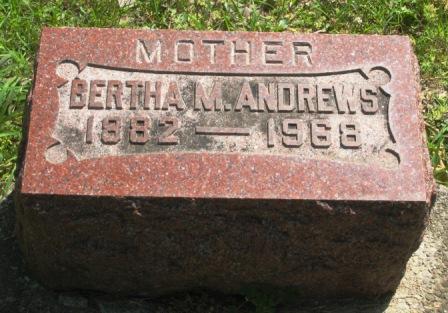 MOTHER
BERTHA M. ANDREWS
1882 — 1968